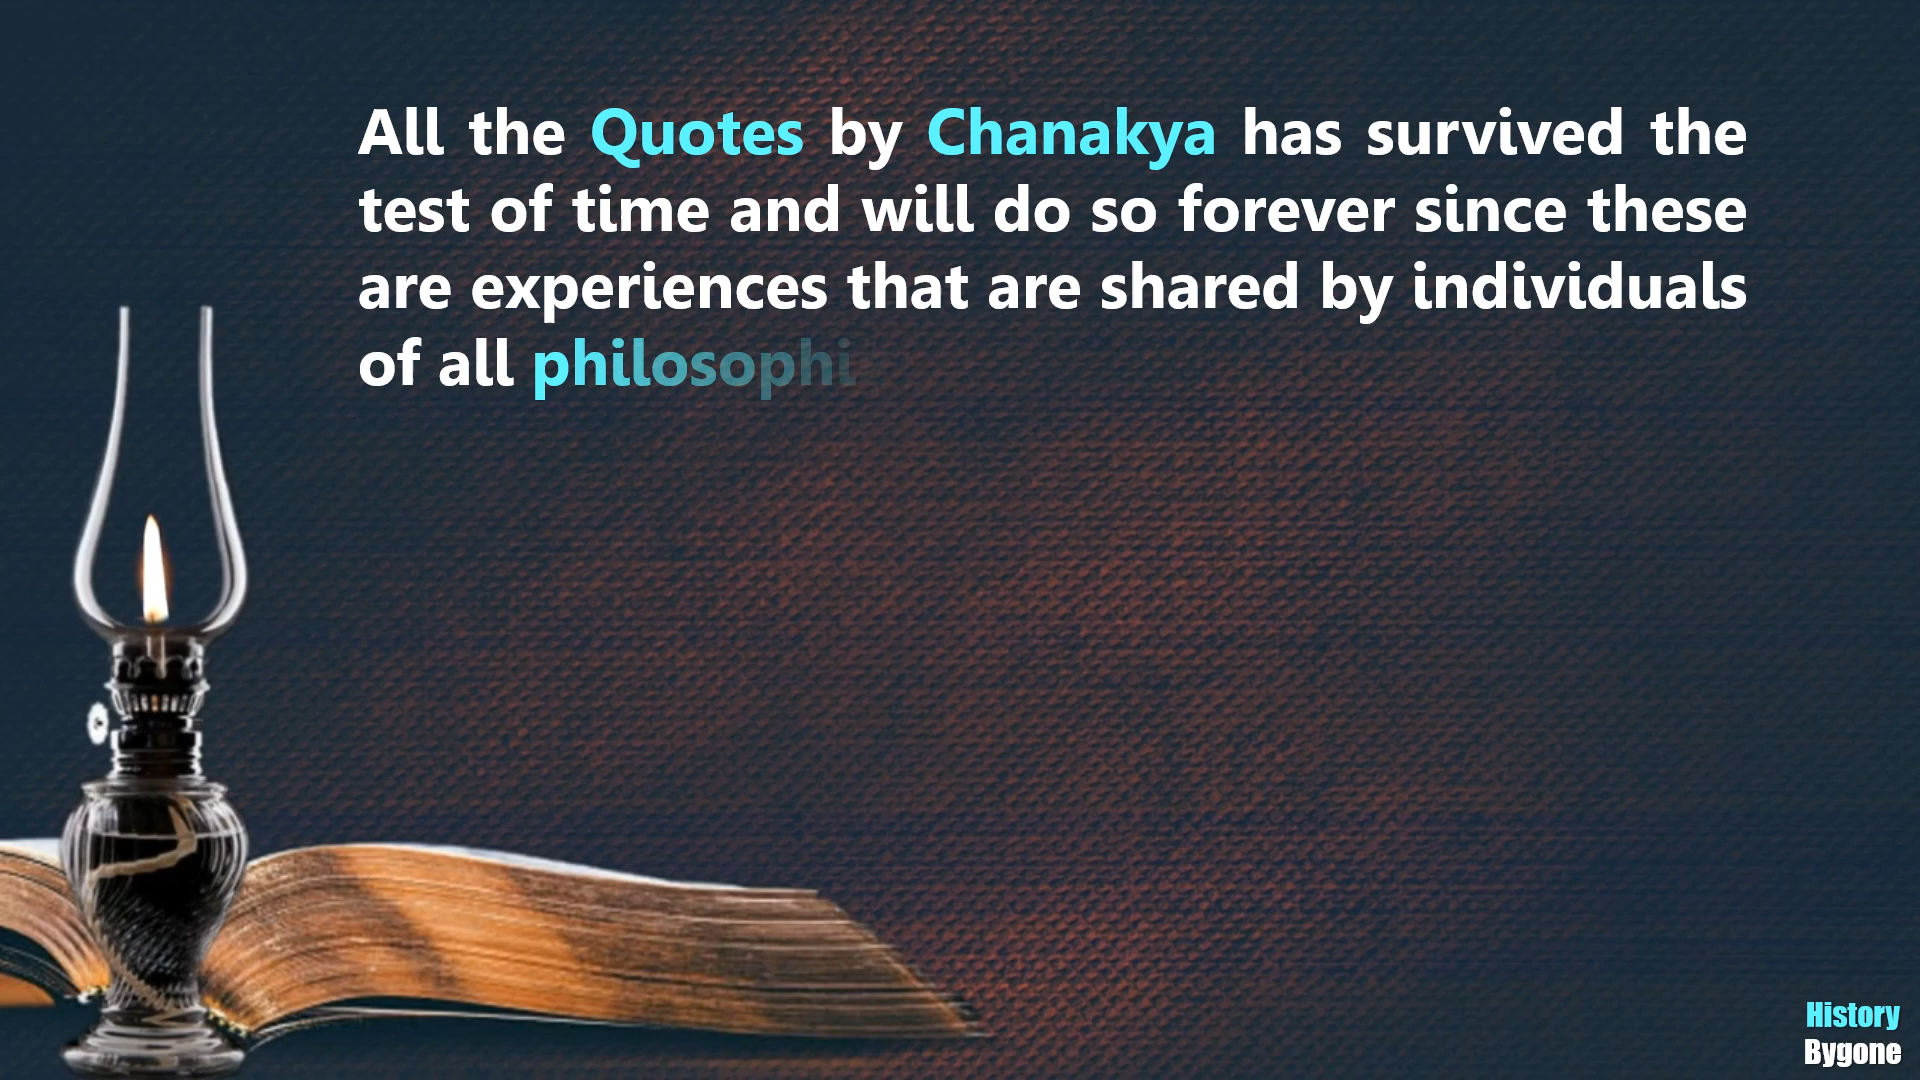 All the Quotes by Chanakya has survived the
test of time and will do so forever since these
are experiences that are shared by individuals
of all philosophi
History
Bygone